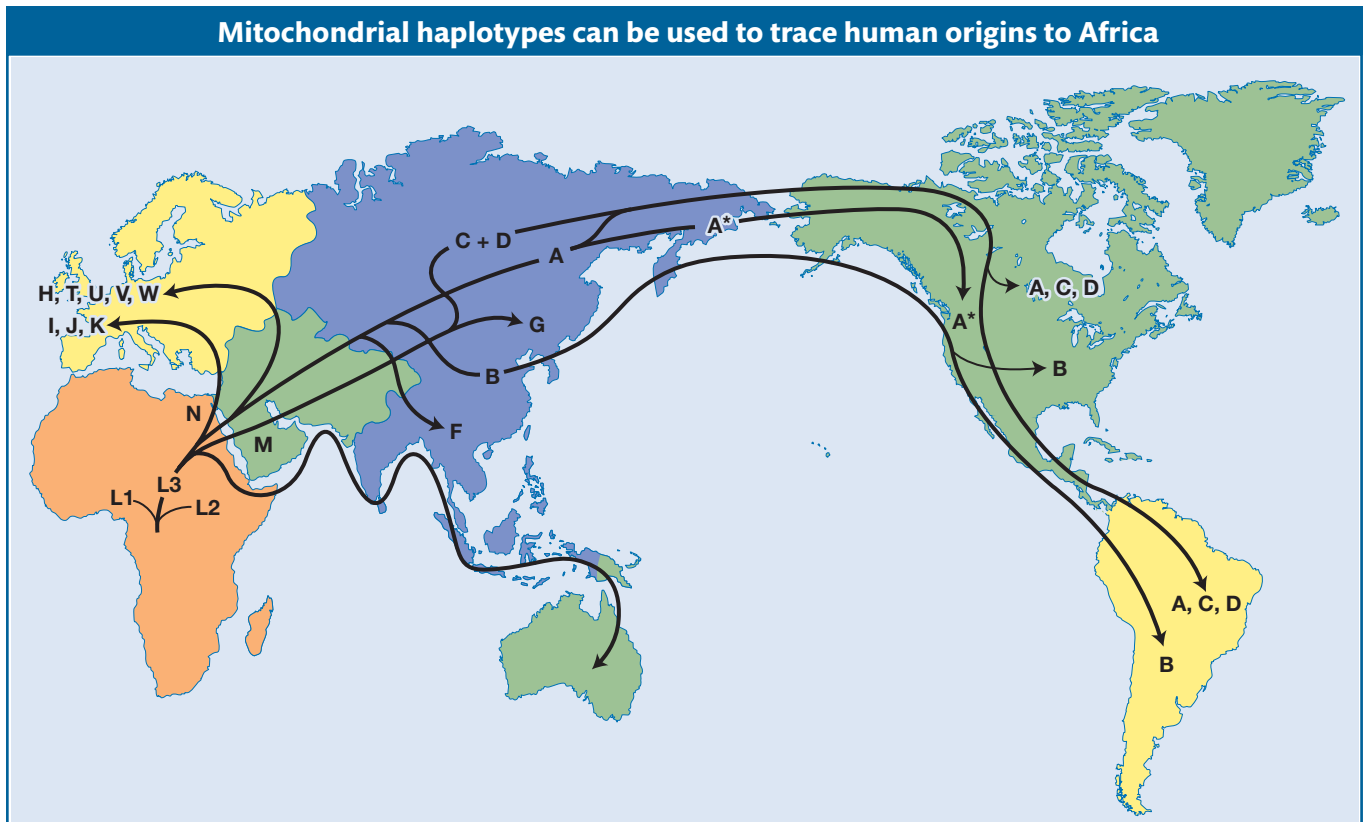 Mitochondrial haplotypes can be used to trace human origins to Africa
C + D
A*
A
H, T, U, V, W
A, C, D
I, J, K
G
A*
B
B
N
F
M
L3
L1
L2
A, C, D
B